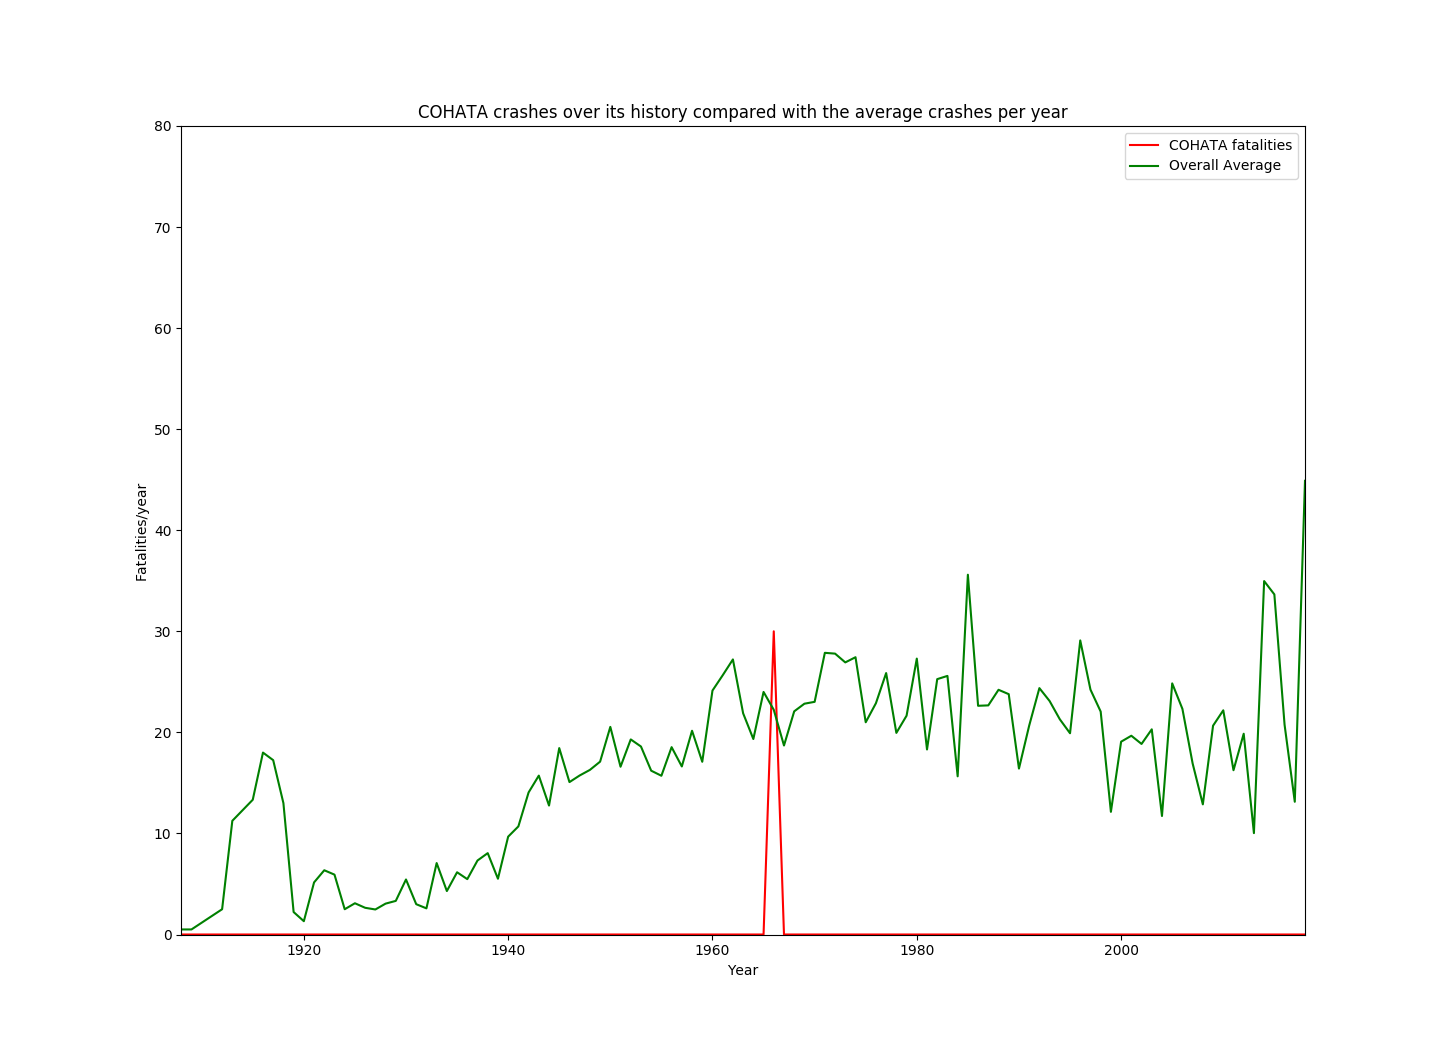 COHATA crashes over its history compared with the average crashes per year
COHATA fatalities
Overall Average
80
70
60
50
40
30
20
10
0
Fatalities/year
1920 1940 1960 1980 2000
Year